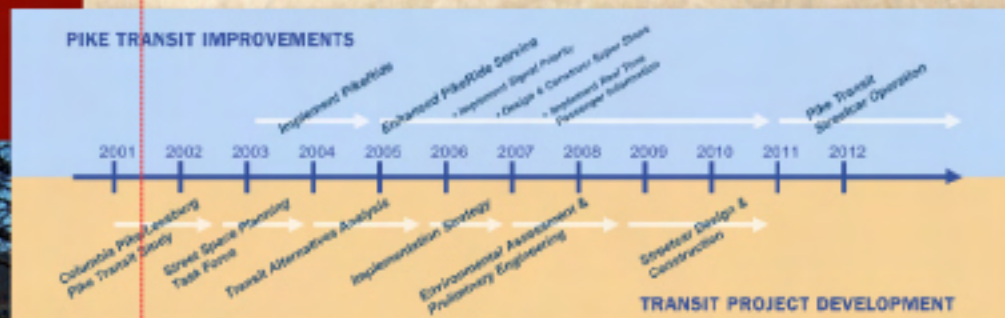 PIKE TRANSIT IMPROVEMENTS
Implement PikeRide
Enhanced PikeRide Service
• Implement Signal Priority
• Design & Construct Super Stops
• Implement Real Time
Passenger Information
Pike Transit
Streetcar Operation
2001 2002 2003 2004 2005 2006 2007 2008 2009 2010 2011 2012
Columbia Pike/Leesburg
Pike Transit Study
Street Space Planning
Task Force
Transit Alternatives Analysis
Implementation Strategy
Environmental Assessment &
Preliminary Engineering
Streetcar Design &
Construction
TRANSIT PROJECT DEVELOPMENT